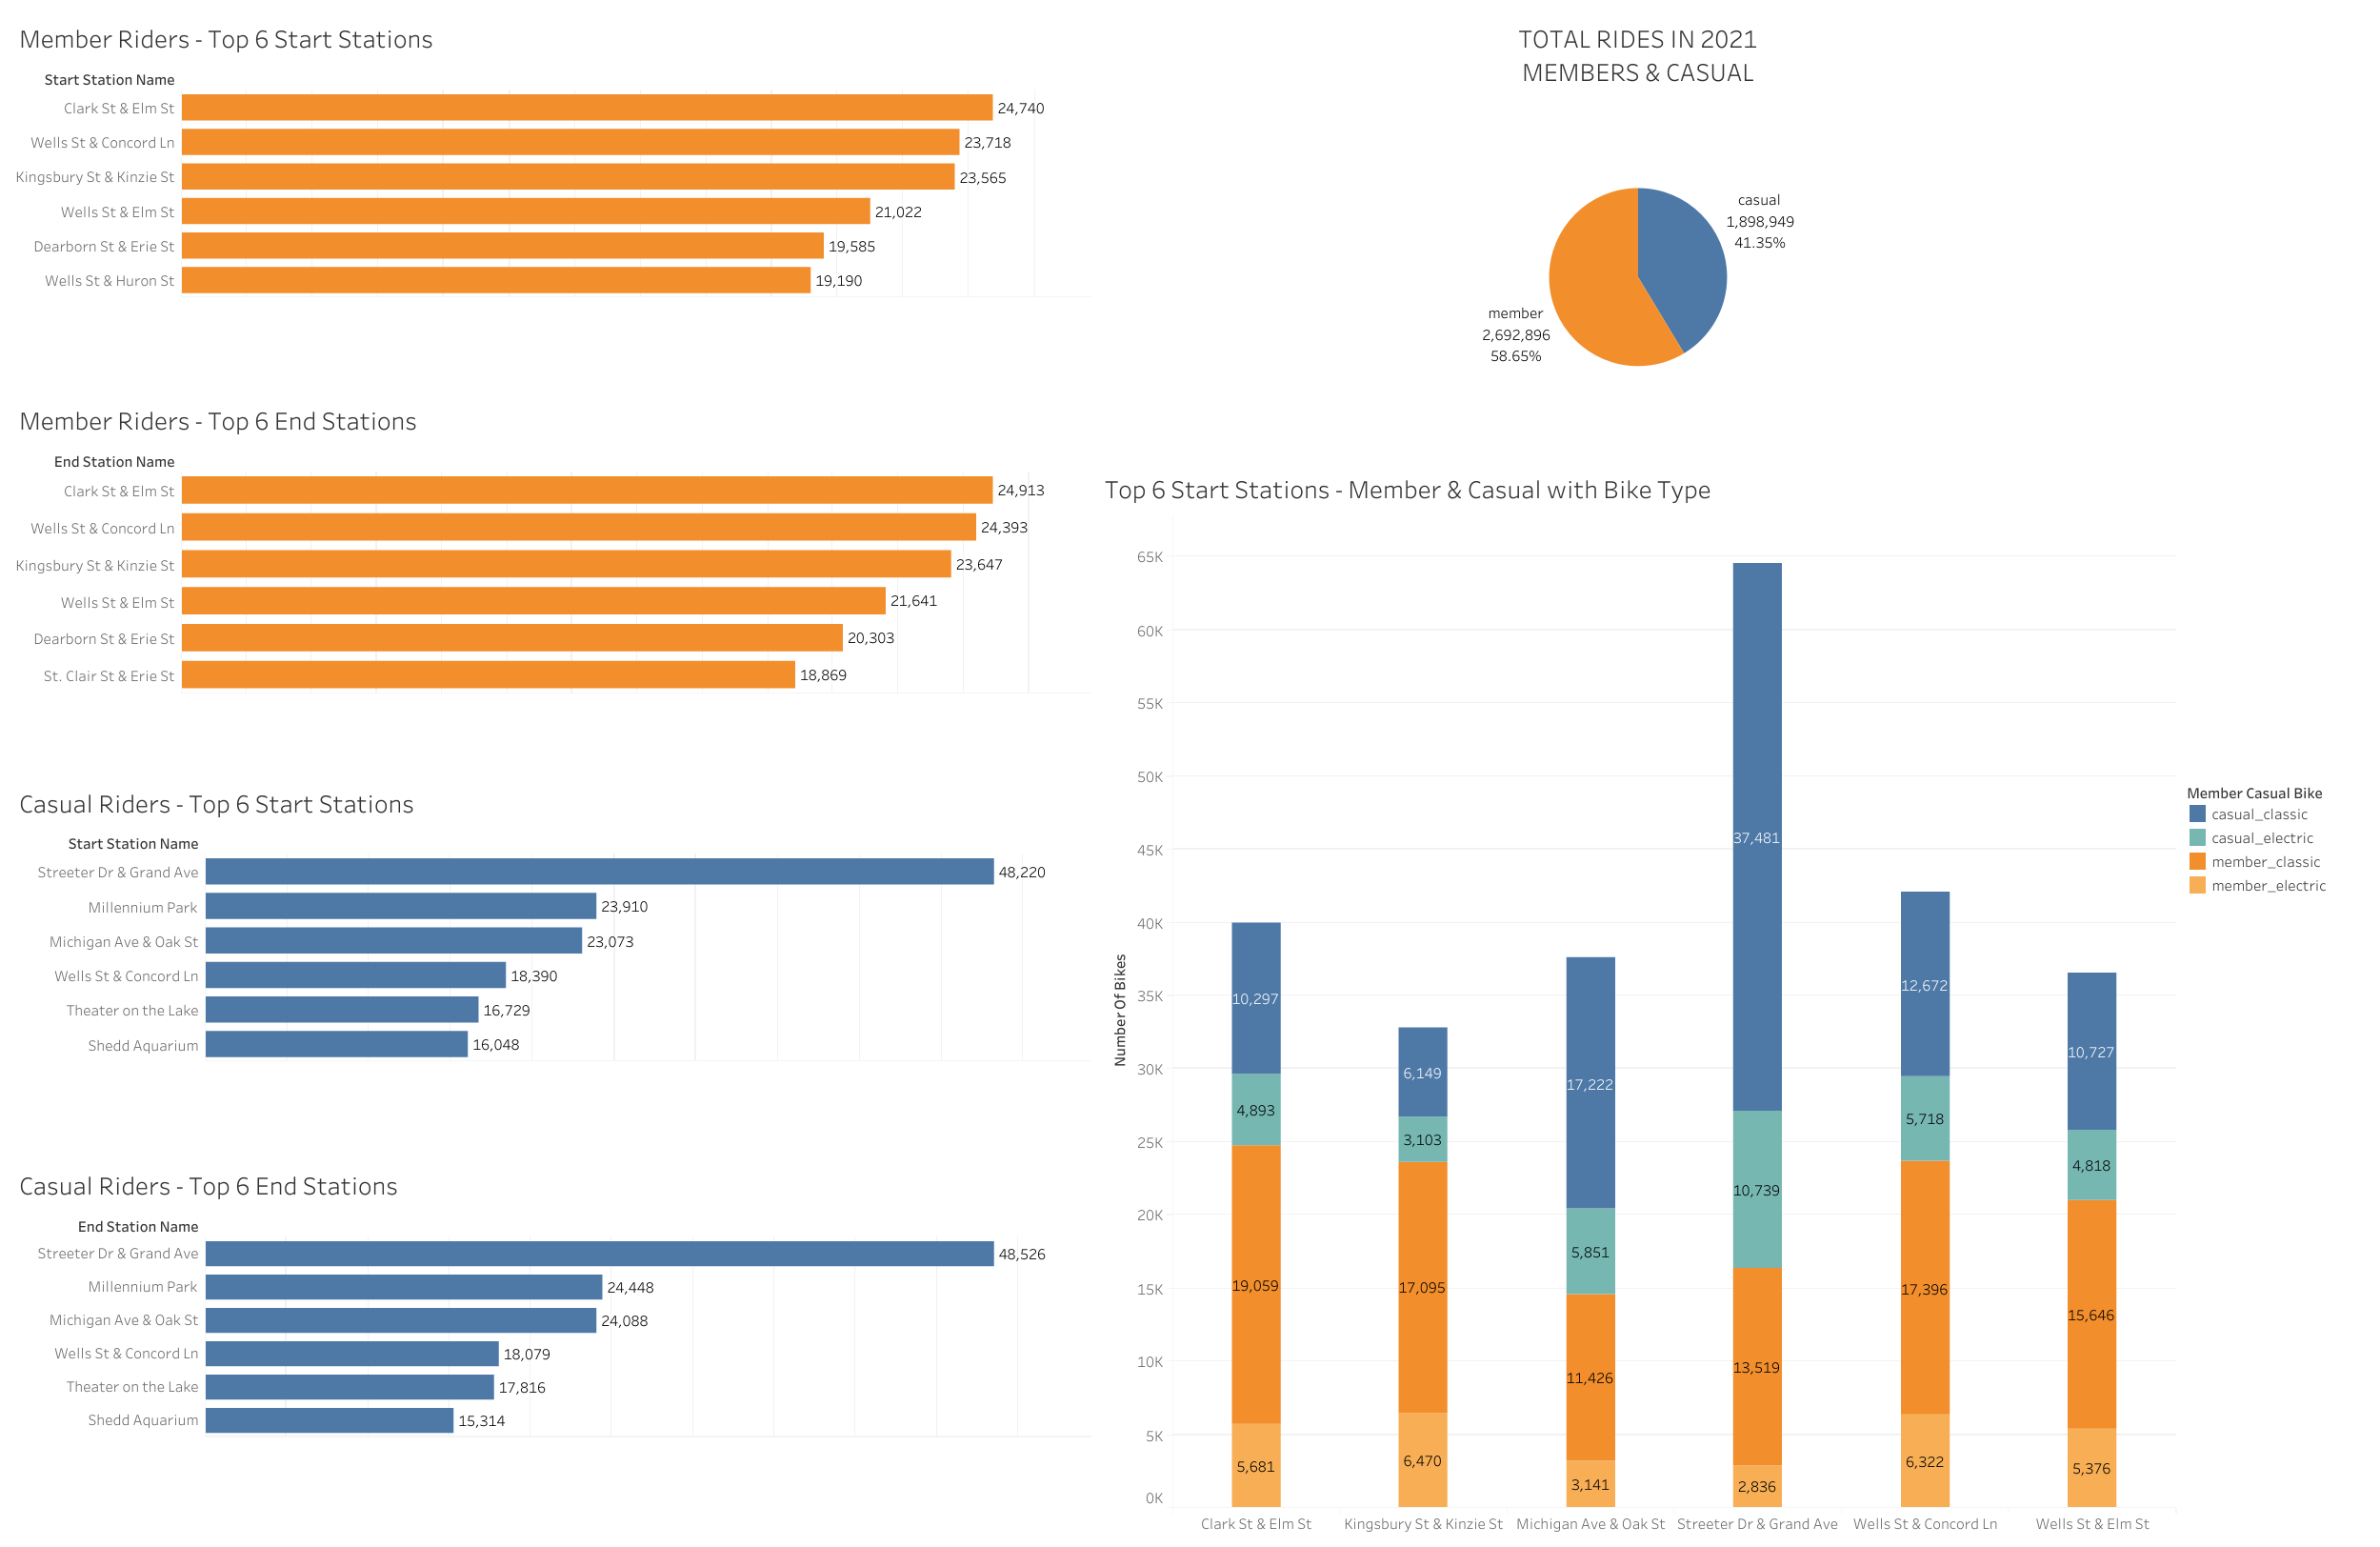 Member Riders - Top 6 Start Stations
Start Station Name
Clark St & Elm St 24,740
Wells St & Concord Ln 23,718
Kingsbury St & Kinzie St 23,565
Wells St & Elm St 21,022
Dearborn St & Erie St 19,585
Wells St & Huron St 19,190
Member Riders - Top 6 End Stations
End Station Name
Clark St & Elm St 24,913
Wells St & Concord Ln 24,393
Kingsbury St & Kinzie St 23,647
Wells St & Elm St 21,641
Dearborn St & Erie St 20,303
St. Clair St & Erie St 18,869
Casual Riders - Top 6 Start Stations
Start Station Name
Streeter Dr & Grand Ave 48,220
Millennium Park 23,910
Michigan Ave & Oak St 23,073
Wells St & Concord Ln 18,390
Theater on the Lake 16,729
Shedd Aquarium 16,048
Casual Riders - Top 6 End Stations
End Station Name
Streeter Dr & Grand Ave 48,526
Millennium Park 24,448
Michigan Ave & Oak St 24,088
Wells St & Concord Ln 18,079
Theater on the Lake 17,816
Shedd Aquarium 15,314
TOTAL RIDES IN 2021
MEMBERS & CASUAL
casual
1,898,949
41.35%
member
2,692,896
58.65%
Top 6 Start Stations - Member & Casual with Bike Type
Number Of Bikes
65K
60K
55K
50K
45K
40K
35K
30K
25K
20K
15K
10K
5K
0K
10,297
4,893
19,059
5,681
6,149
3,103
17,095
6,470
17,222
5,851
11,426
3,141
37,481
10,739
13,519
2,836
12,672
5,718
17,396
6,322
10,727
4,818
15,646
5,376
Clark St & Elm St Kingsbury St & Kinzie St Michigan Ave & Oak St Streeter Dr & Grand Ave Wells St & Concord Ln Wells St & Elm St
Member Casual Bike
casual_classic
casual_electric
member_classic
member_electric